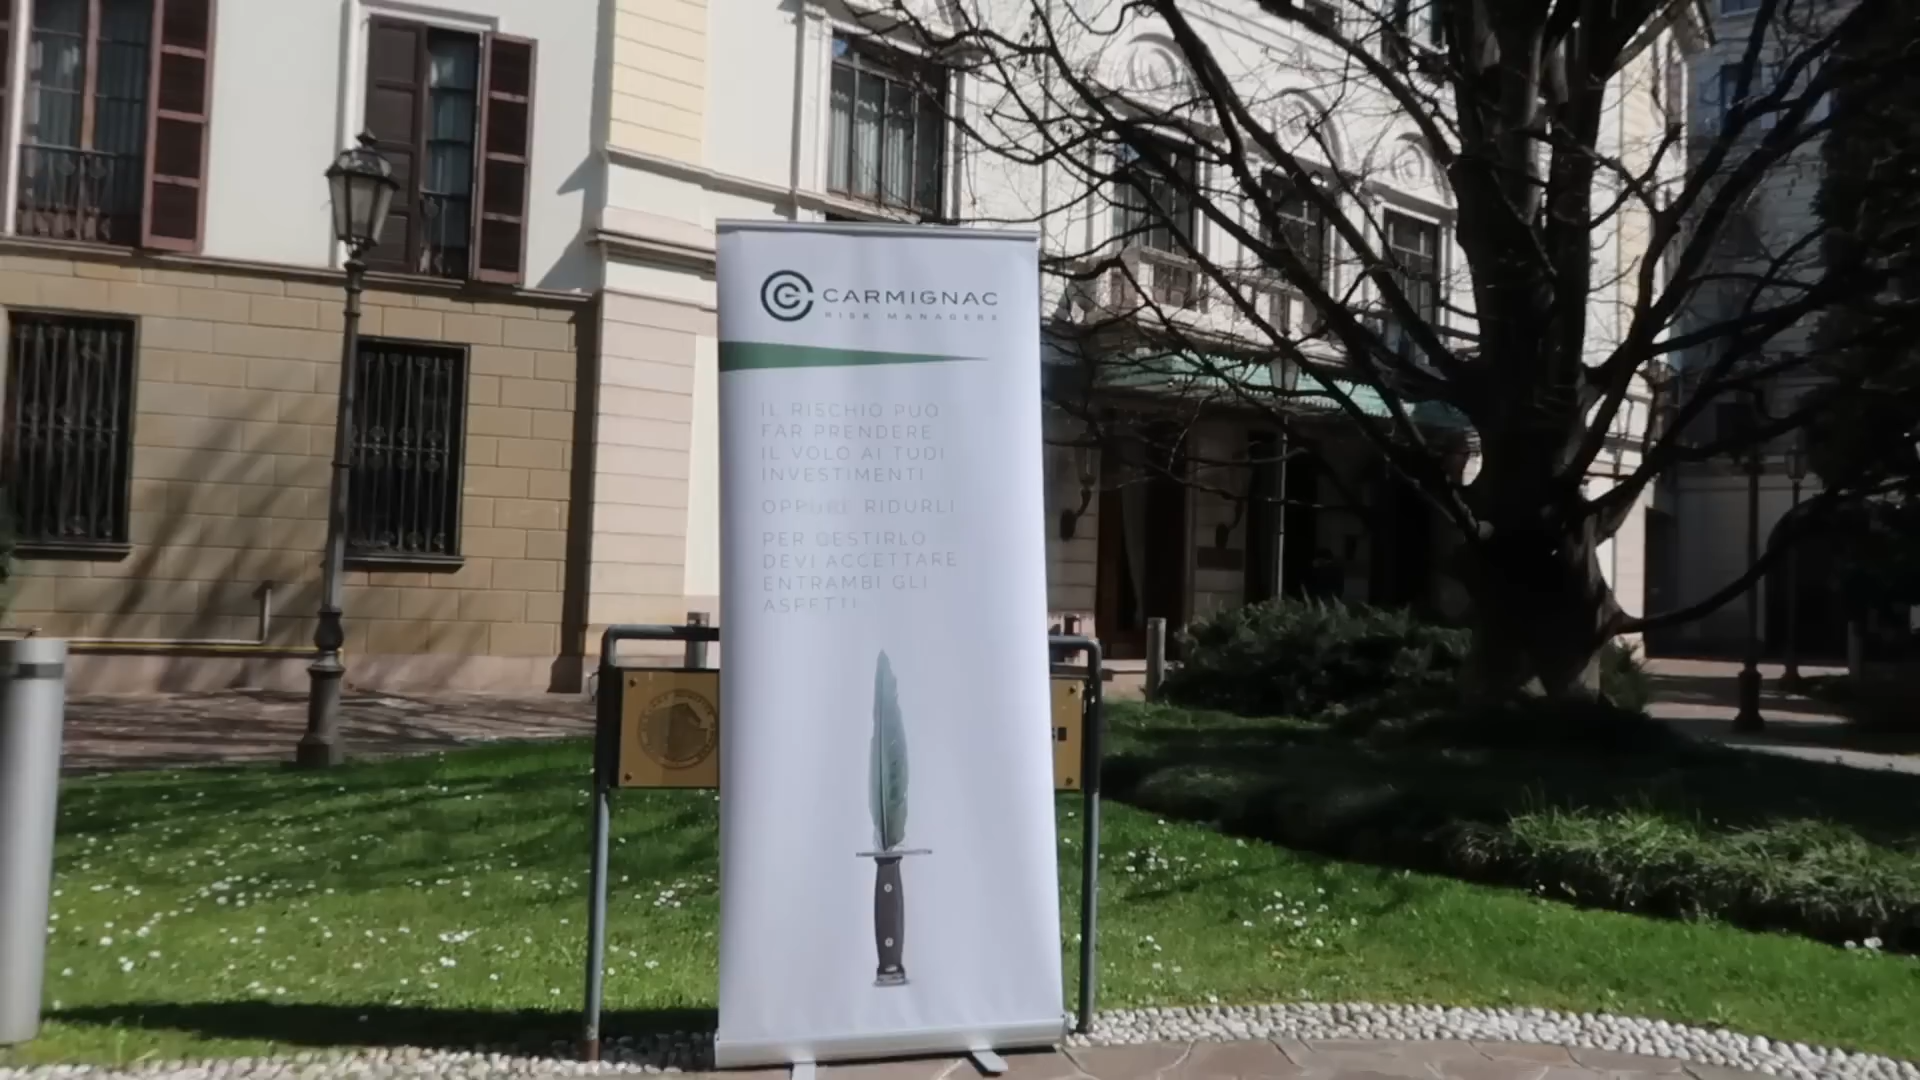 CARMIGNAC
RISK MANAGERS
IL RISCHIO PUÒ
FAR PRENDERE
IL VOLO AI TUOI
INVESTIMENTI
OPPURE RIDURLI
PER GESTIRLO
DEVI ACCETTARE
ENTRAMBI GLI
ASPETTI